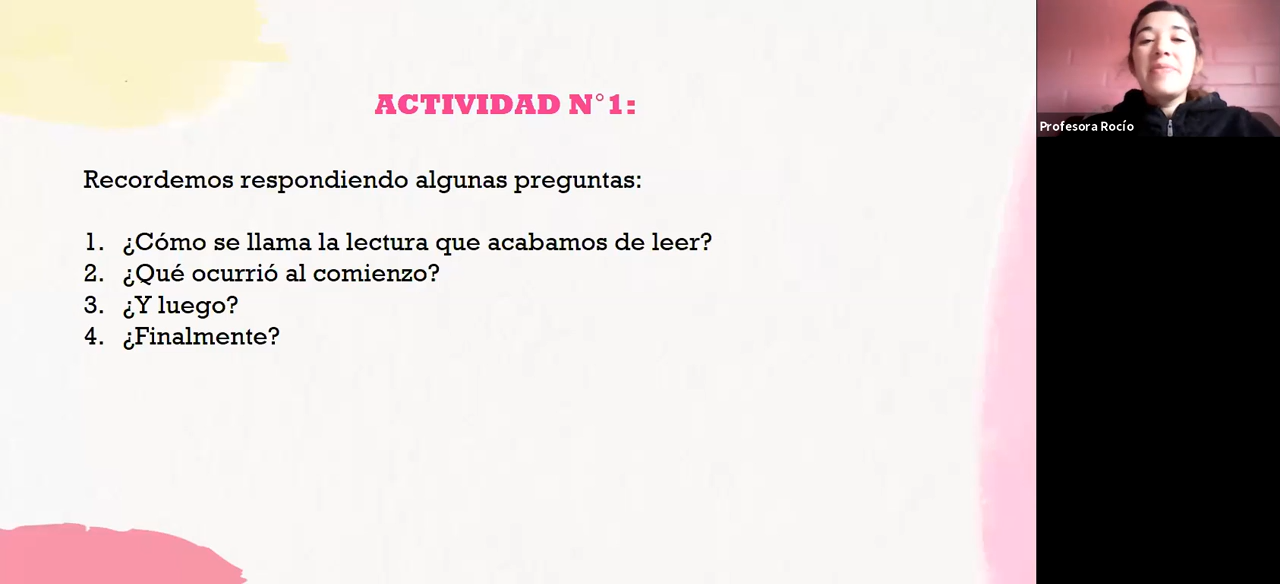 ACTIVIDAD N°1:
Recordemos respondiendo algunas preguntas:
1. ¿Cómo se llama la lectura que acabamos de leer?
2. ¿Qué ocurrió al comienzo?
3. ¿Y luego?
4. ¿Finalmente?
Profesora Rocío